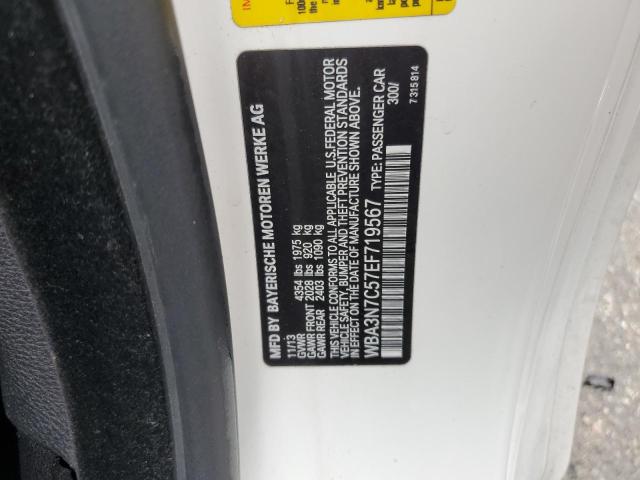 MFD BY BAYERISCHE MOTOREN WERKE AG
11/13
GVWR 4354 lbs 1975 kg
GAWR FRONT 2028 lbs 920 kg
GAWR REAR 2403 lbs 1090 kg
THIS VEHICLE CONFORMS TO ALL APPLICABLE U.S.FEDERAL MOTOR
VEHICLE SAFETY, BUMPER AND THEFT PREVENTION STANDARDS
IN EFFECT ON THE DATE OF MANUFACTURE SHOWN ABOVE.
WBA3N7C57EF719567 TYPE: PASSENGER CAR
300/
7 315 814